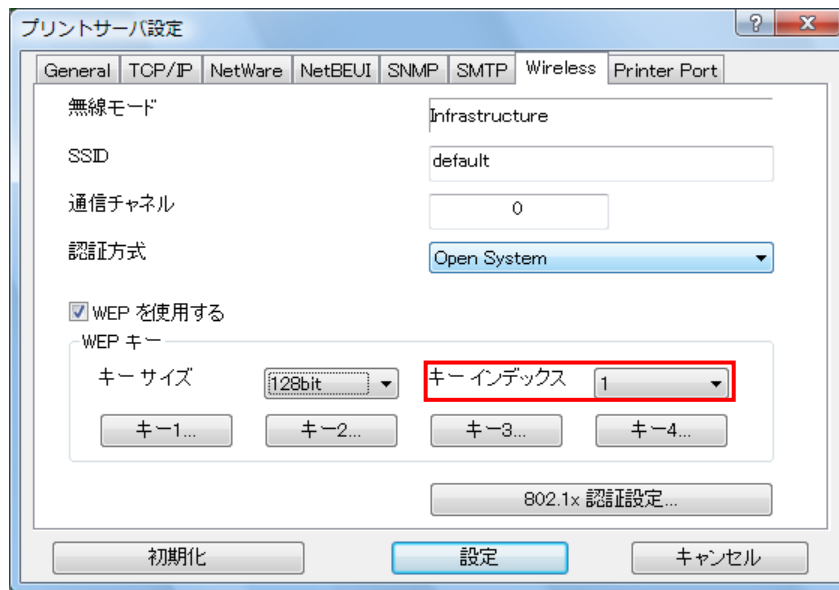 プリントサーバ設定
General TCP/IP NetWare NetBEUI SNMP SMTP Wireless Printer Port
無線モード Infrastructure
SSID default
通信チャネル 0
認証方式 Open System
WEP を使用する
WEP キー
キー サイズ 128bit キー インデックス 1
キー1... キー2... キー3... キー4...
802.1x 認証設定...
初期化 設定 キャンセル